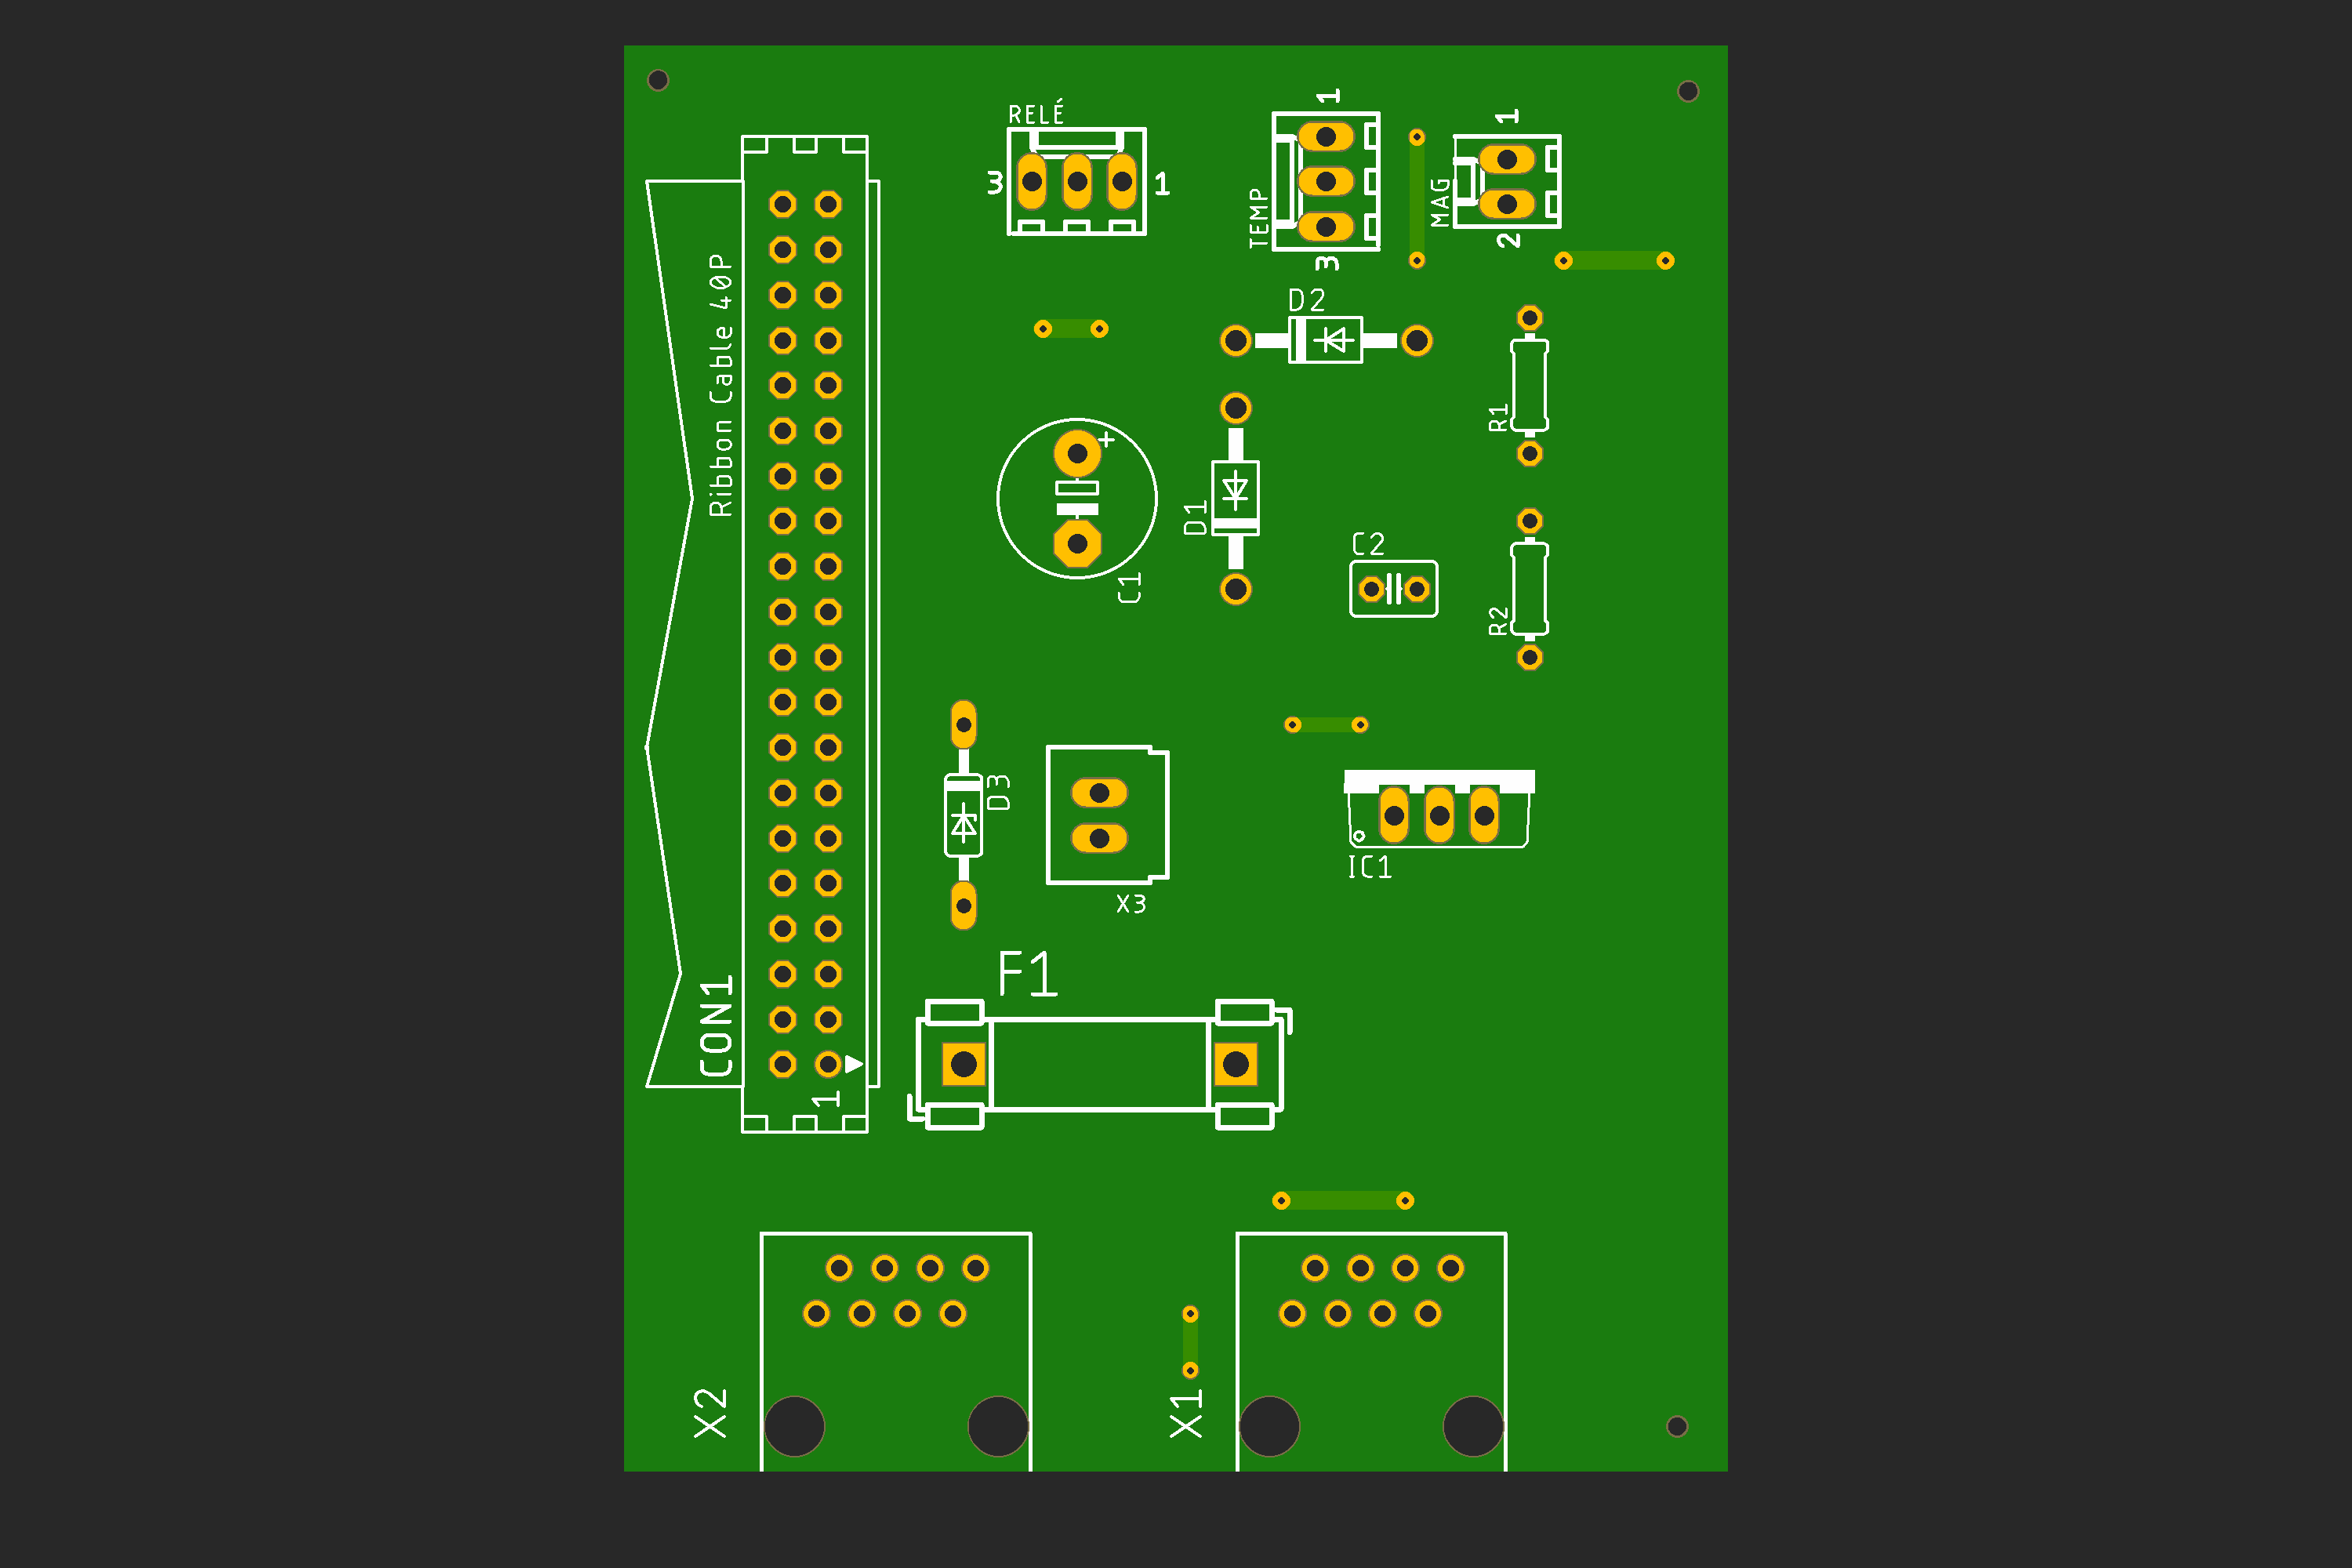 RELÉ
3
1
1
TEMP
3
1
MAG
2
D2
Ribbon Cable 40P
R1
+
C1
D1
C2
R2
D3
X3
IC1
F1
CON1
1
X2
X1